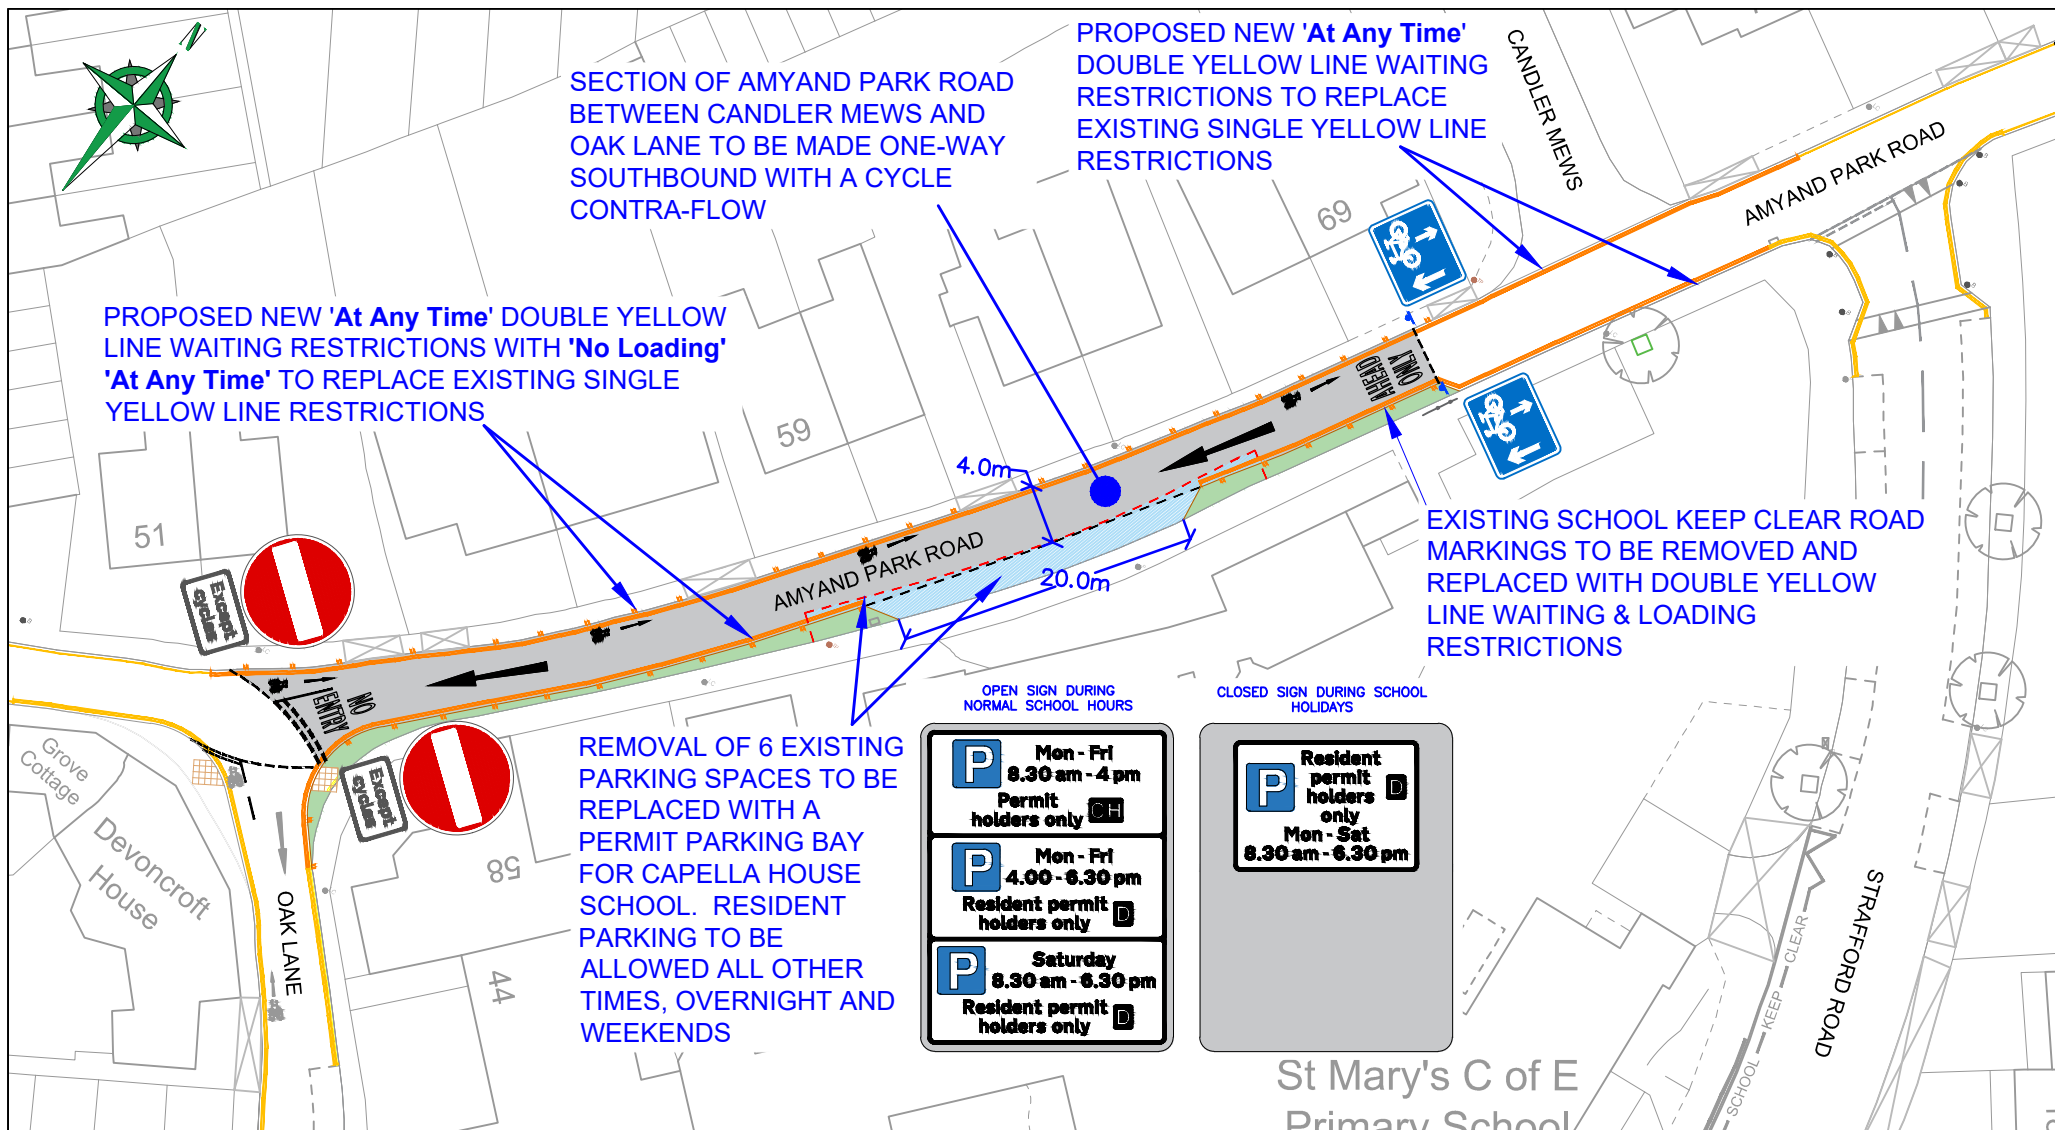 SECTION OF AMYAND PARK ROAD
BETWEEN CANDLER MEWS AND
OAK LANE TO BE MADE ONE-WAY
SOUTHBOUND WITH A CYCLE
CONTRA-FLOW
PROPOSED NEW 'At Any Time'
DOUBLE YELLOW LINE WAITING
RESTRICTIONS TO REPLACE
EXISTING SINGLE YELLOW LINE
RESTRICTIONS
CANDLER MEWS
AMYAND PARK ROAD
69
PROPOSED NEW 'At Any Time' DOUBLE YELLOW
LINE WAITING RESTRICTIONS WITH 'No Loading'
'At Any Time' TO REPLACE EXISTING SINGLE
YELLOW LINE RESTRICTIONS
AHEAD
ONLY
59
4.0m
51
AMYAND PARK ROAD
20.0m
EXISTING SCHOOL KEEP CLEAR ROAD
MARKINGS TO BE REMOVED AND
REPLACED WITH DOUBLE YELLOW
LINE WAITING & LOADING
RESTRICTIONS
Except
cycles
NO
ENTRY
Except
cycles
Grove
Cottage
Devoncroft
House
58
44
OAK LANE
REMOVAL OF 6 EXISTING
PARKING SPACES TO BE
REPLACED WITH A
PERMIT PARKING BAY
FOR CAPELLA HOUSE
SCHOOL. RESIDENT
PARKING TO BE
ALLOWED ALL OTHER
TIMES, OVERNIGHT AND
WEEKENDS
OPEN SIGN DURING
NORMAL SCHOOL HOURS
P
Mon - Fri
8.30 am - 4 pm
Permit
holders only CH
P
Mon - Fri
4.00 - 6.30 pm
Resident permit
holders only D
P
Saturday
8.30 am - 6.30 pm
Resident permit
holders only D
CLOSED SIGN DURING SCHOOL
HOLIDAYS
P
Resident
permit
holders D
only
Mon - Sat
8.30 am - 6.30 pm
STRAFFORD ROAD
SCHOOL KEEP CLEAR
St Mary's C of E
Primary School